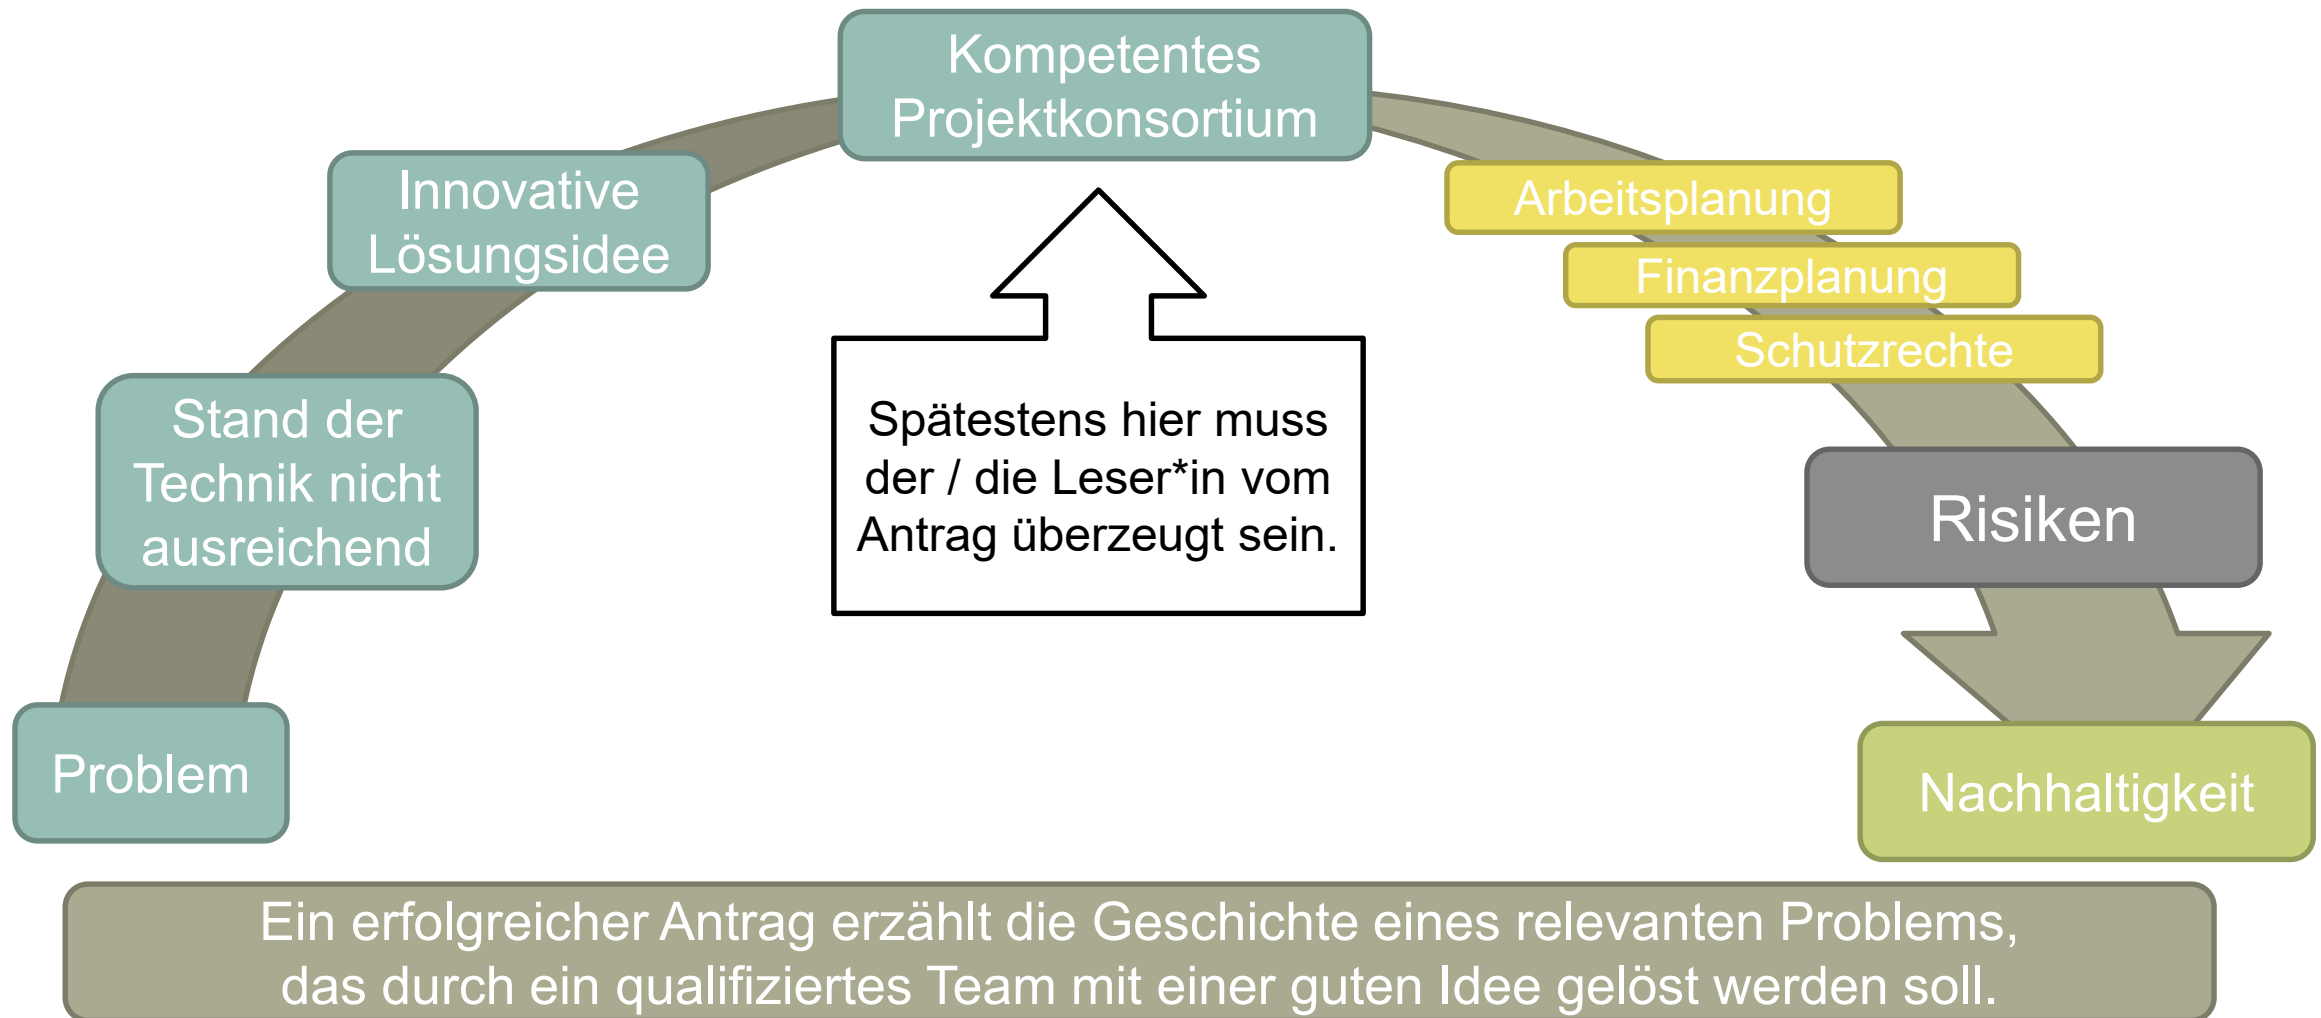 Kompetentes
Projektkonsortium
Innovative
Lösungsidee
Arbeitsplanung
Finanzplanung
Schutzrechte
Stand der
Technik nicht
ausreichend
Spätestens hier muss
der / die Leser*in vom
Antrag überzeugt sein.
Risiken
Problem
Nachhaltigkeit
Ein erfolgreicher Antrag erzählt die Geschichte eines relevanten Problems,
das durch ein qualifiziertes Team mit einer guten Idee gelöst werden soll.